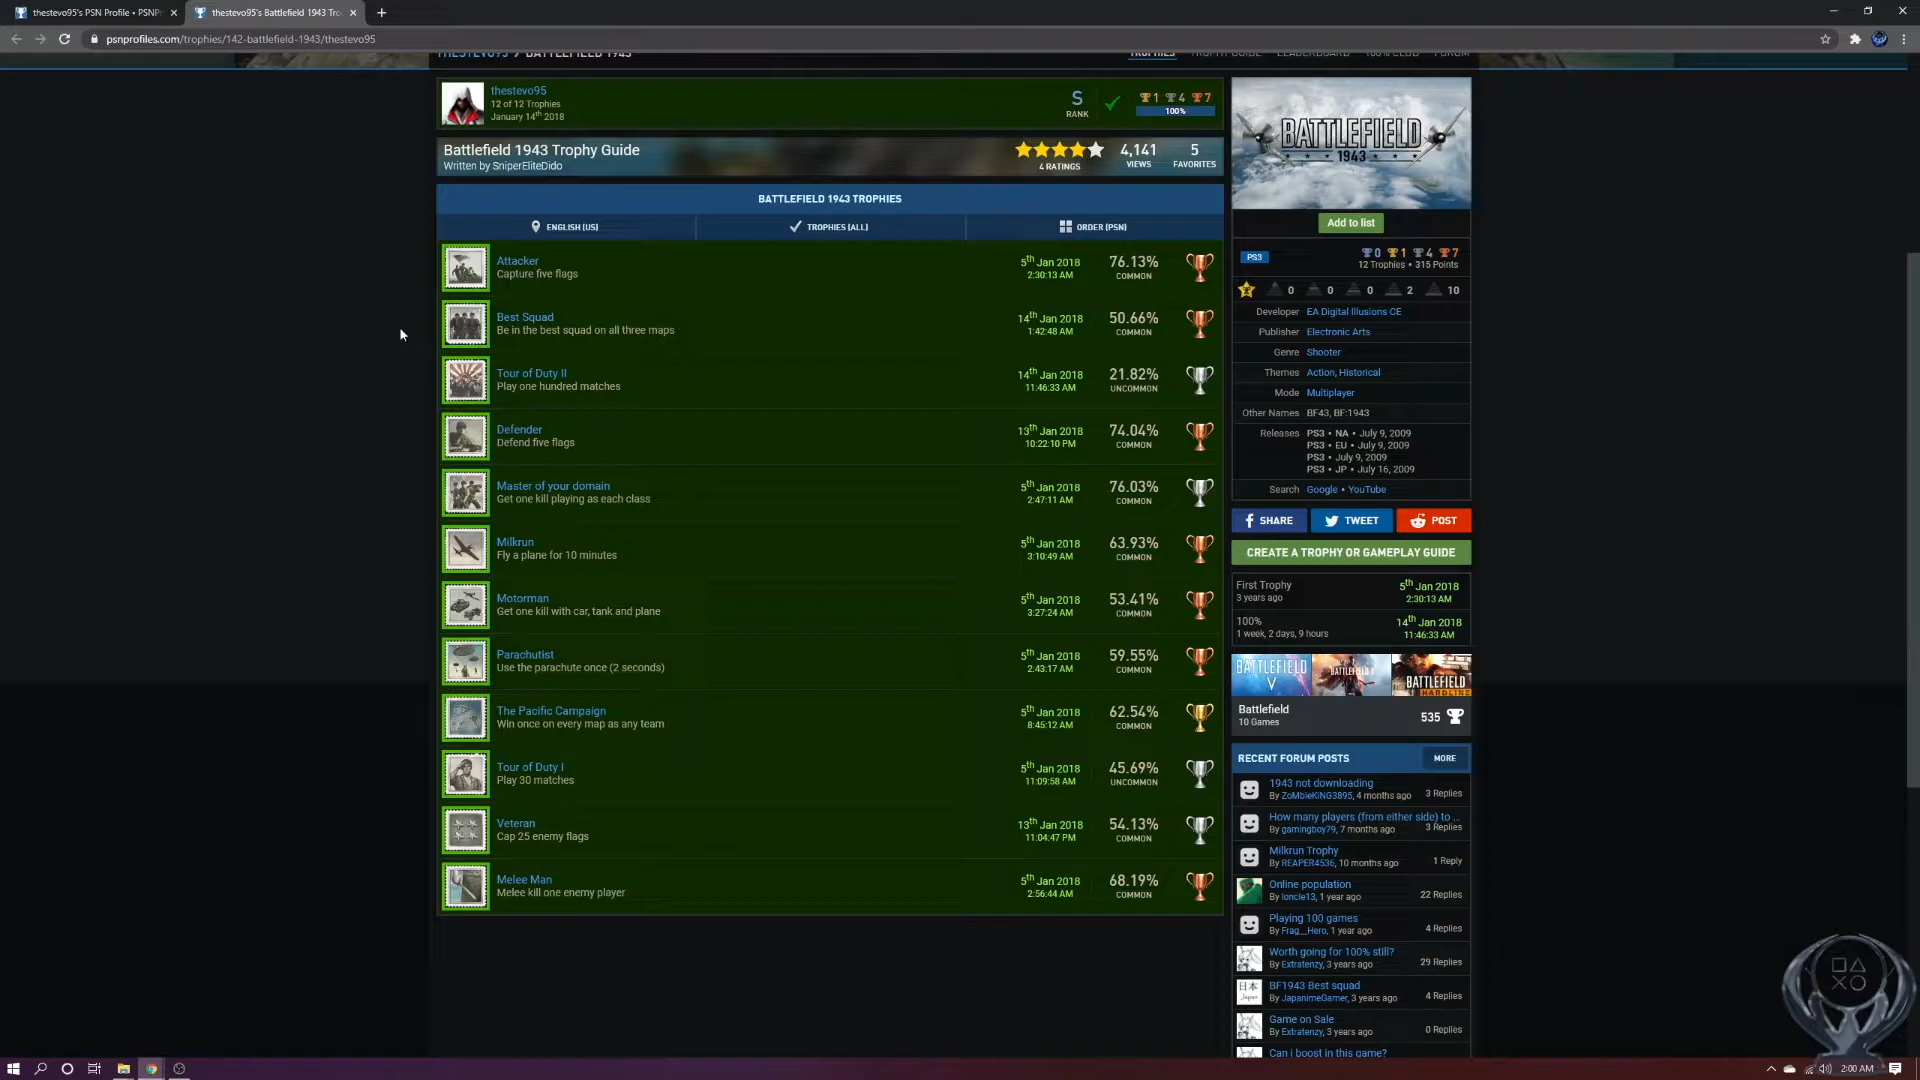 thestevo95's PSN Profile • PSNP
thestevo95's Battlefield 1943 Tro
psnprofiles.com/trophies/142-battlefield-1943/thestevo95
THESTEVO95 > BATTLEFIELD 1943
TROPHIES TROPHY GUIDE LEADERBOARD 100% CLUB FORUM
thestevo95
12 of 12 Trophies
January 14th 2018
S
RANK
1 4 7
100%
Battlefield 1943 Trophy Guide
Written by SniperEliteDido
4 RATINGS
4,141
VIEWS
5
FAVORITES
BATTLEFIELD 1943 TROPHIES
ENGLISH (US)
TROPHIES (ALL)
ORDER (PSN)
Attacker
Capture five flags
5th Jan 2018
2:30:13 AM
76.13%
COMMON
Best Squad
Be in the best squad on all three maps
14th Jan 2018
1:42:48 AM
50.66%
COMMON
Tour of Duty II
Play one hundred matches
14th Jan 2018
11:46:33 AM
21.82%
UNCOMMON
Defender
Defend five flags
13th Jan 2018
10:22:10 PM
74.04%
COMMON
Master of your domain
Get one kill playing as each class
5th Jan 2018
2:47:11 AM
76.03%
COMMON
Milkrun
Fly a plane for 10 minutes
5th Jan 2018
3:10:49 AM
63.93%
COMMON
Motorman
Get one kill with car, tank and plane
5th Jan 2018
3:27:24 AM
53.41%
COMMON
Parachutist
Use the parachute once (2 seconds)
5th Jan 2018
2:43:17 AM
59.55%
COMMON
The Pacific Campaign
Win once on every map as any team
5th Jan 2018
8:45:12 AM
62.54%
COMMON
Tour of Duty I
Play 30 matches
5th Jan 2018
11:09:58 AM
45.69%
UNCOMMON
Veteran
Cap 25 enemy flags
13th Jan 2018
11:04:47 PM
54.13%
COMMON
Melee Man
Melee kill one enemy player
5th Jan 2018
2:56:44 AM
68.19%
COMMON
BATTLEFIELD
1943
Add to list
PS3
0 1 4 7
12 Trophies • 315 Points
0 0 0 2 10
Developer EA Digital Illusions CE
Publisher Electronic Arts
Genre Shooter
Themes Action, Historical
Mode Multiplayer
Other Names BF43, BF:1943
Releases PS3 • NA • July 9, 2009
PS3 • EU • July 9, 2009
PS3 • July 9, 2009
PS3 • JP • July 16, 2009
Search Google • YouTube
SHARE
TWEET
POST
CREATE A TROPHY OR GAMEPLAY GUIDE
First Trophy
3 years ago
5th Jan 2018
2:30:13 AM
100%
1 week, 2 days, 9 hours
14th Jan 2018
11:46:33 AM
BATTLEFIELD
V
BATTLEFIELD 1
BATTLEFIELD
HARDLINE
Battlefield
10 Games
535
RECENT FORUM POSTS
MORE
1943 not downloading
By ZoMbieKiNG3895, 4 months ago
3 Replies
How many players (from either side) to ...
By gamingboy79, 7 months ago
3 Replies
Milkrun Trophy
By REAPER4536, 10 months ago
1 Reply
Online population
By loncle13, 1 year ago
22 Replies
Playing 100 games
By Frag__Hero, 1 year ago
4 Replies
Worth going for 100% still?
By Extratenzy, 3 years ago
29 Replies
日本
Japan
BF1943 Best squad
By JapanimeGamer, 3 years ago
4 Replies
Game on Sale
By Extratenzy, 3 years ago
0 Replies
Can i boost in this game?
2:00 AM